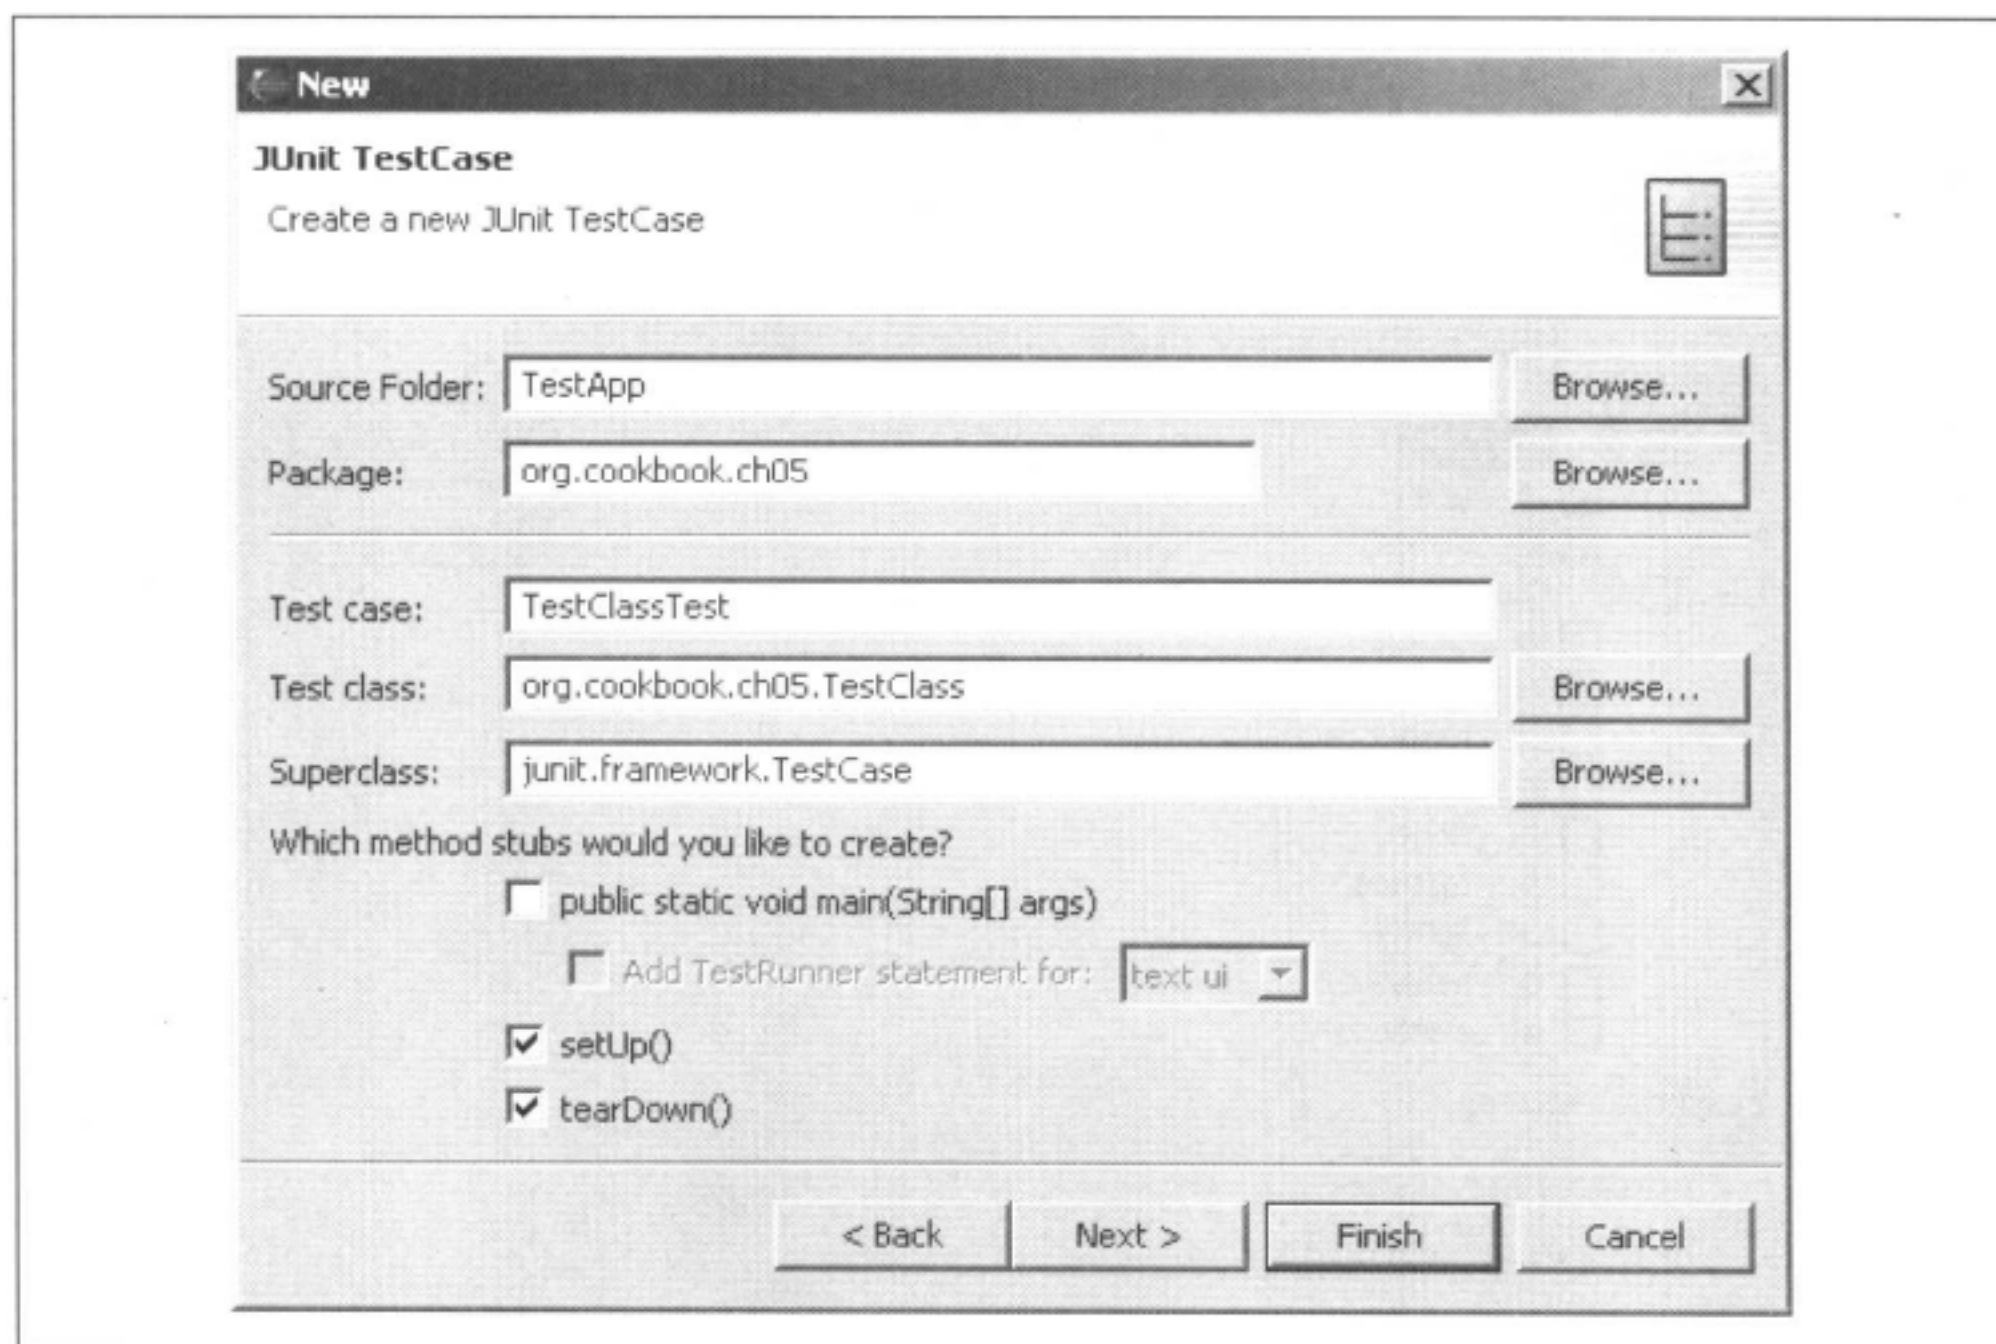 New
JUnit TestCase
Create a new JUnit TestCase
Source Folder: TestApp Browse...
Package: org.cookbook.ch05 Browse...
Test case: TestClassTest
Test class: org.cookbook.ch05.TestClass Browse...
Superclass: junit.framework.TestCase Browse...
Which method stubs would you like to create?
public static void main(String[] args)
Add TestRunner statement for: text ui
setUp()
tearDown()
< Back Next > Finish Cancel